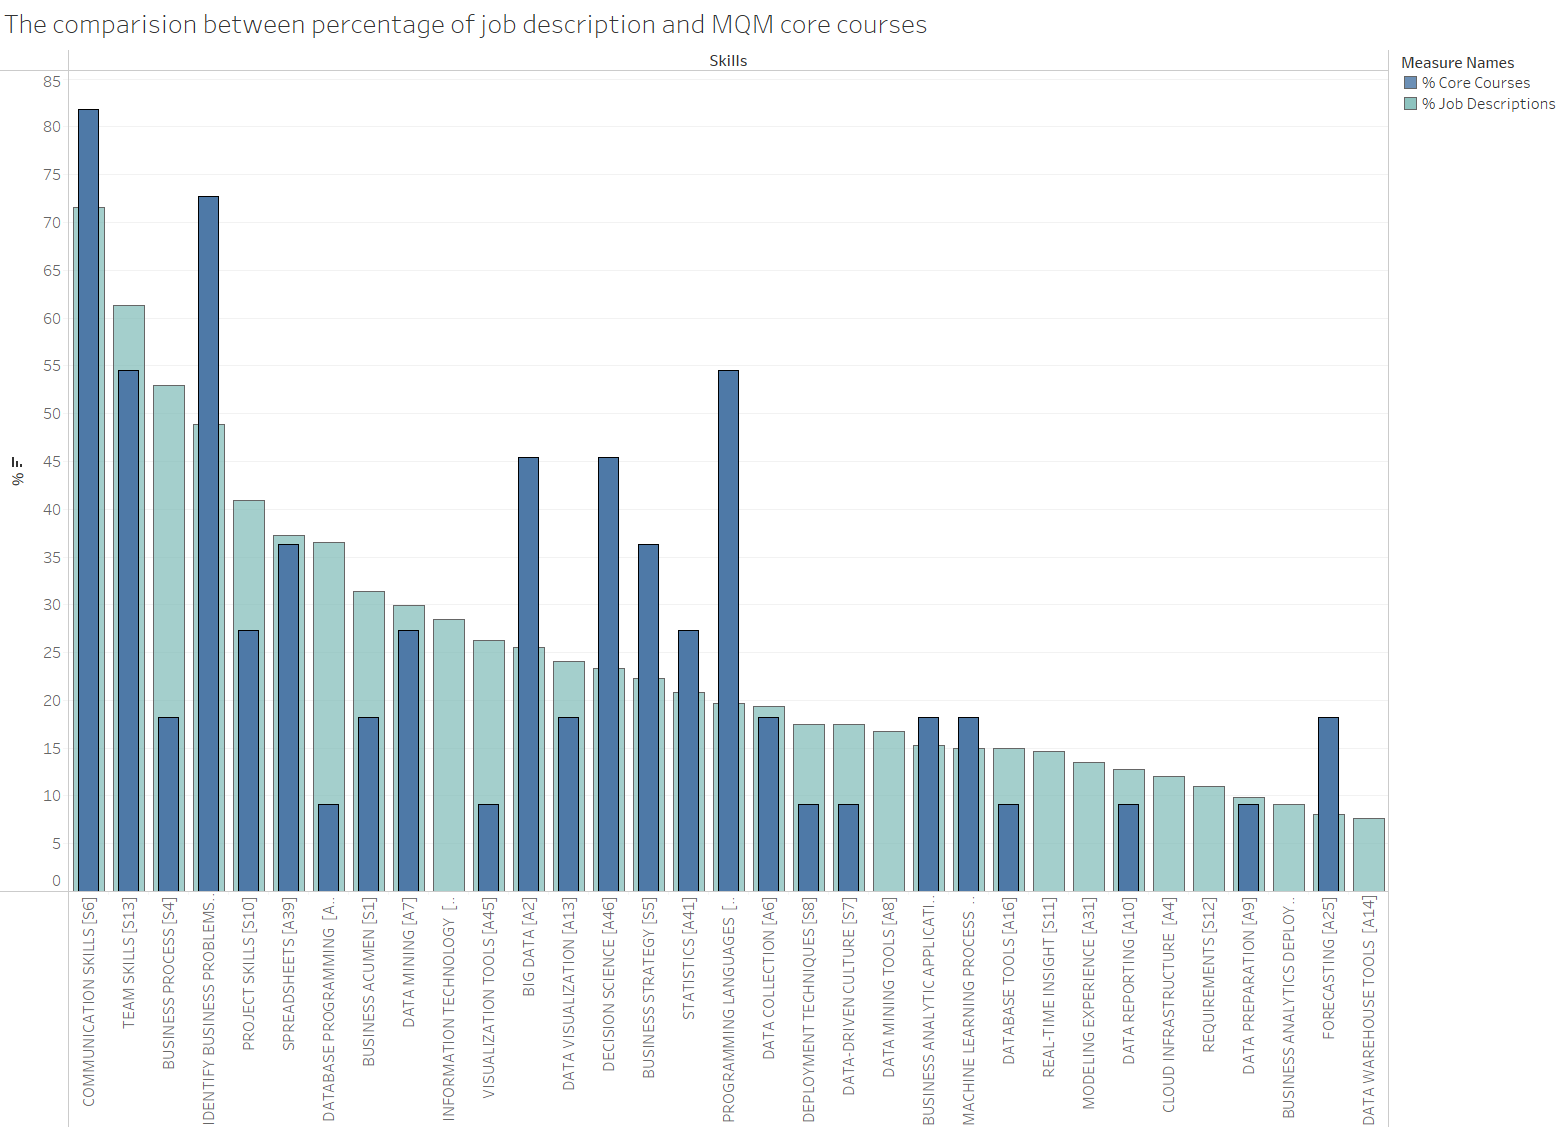 The comparision between percentage of job description and MQM core courses
Skills
Measure Names
% Core Courses
% Job Descriptions
85
80
75
70
65
60
55
50
45
40
35
30
25
20
15
10
5
0
% F.
COMMUNICATION SKILLS [S6]
TEAM SKILLS [S13]
BUSINESS PROCESS [S4]
IDENTIFY BUSINESS PROBLEMS..
PROJECT SKILLS [S10]
SPREADSHEETS [A39]
DATABASE PROGRAMMING [A..
BUSINESS ACUMEN [S1]
DATA MINING [A7]
INFORMATION TECHNOLOGY [..
VISUALIZATION TOOLS [A45]
BIG DATA [A2]
DATA VISUALIZATION [A13]
DECISION SCIENCE [A46]
BUSINESS STRATEGY [S5]
STATISTICS [A41]
PROGRAMMING LANGUAGES [..
DATA COLLECTION [A6]
DEPLOYMENT TECHNIQUES [S8]
DATA-DRIVEN CULTURE [S7]
DATA MINING TOOLS [A8]
BUSINESS ANALYTIC APPLICATI..
MACHINE LEARNING PROCESS ..
DATABASE TOOLS [A16]
REAL-TIME INSIGHT [S11]
MODELING EXPERIENCE [A31]
DATA REPORTING [A10]
CLOUD INFRASTRUCTURE [A4]
REQUIREMENTS [S12]
DATA PREPARATION [A9]
BUSINESS ANALYTICS DEPLOY..
FORECASTING [A25]
DATA WAREHOUSE TOOLS [A14]